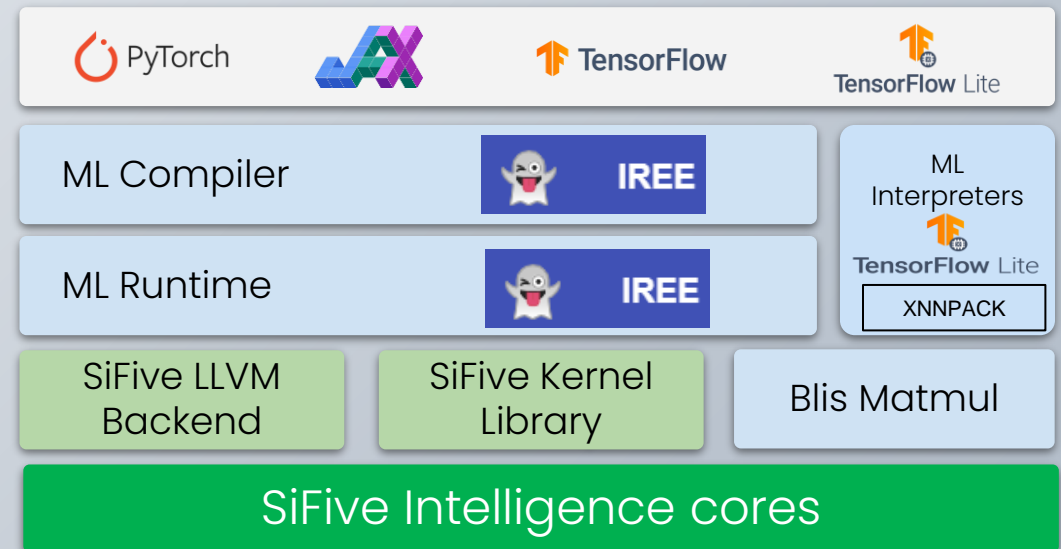 PyTorch
JAX
TensorFlow
TensorFlow Lite
ML Compiler
IREE
ML
Interpreters
TensorFlow Lite
XNNPACK
ML Runtime
IREE
SiFive LLVM
Backend
SiFive Kernel
Library
Blis Matmul
SiFive Intelligence cores